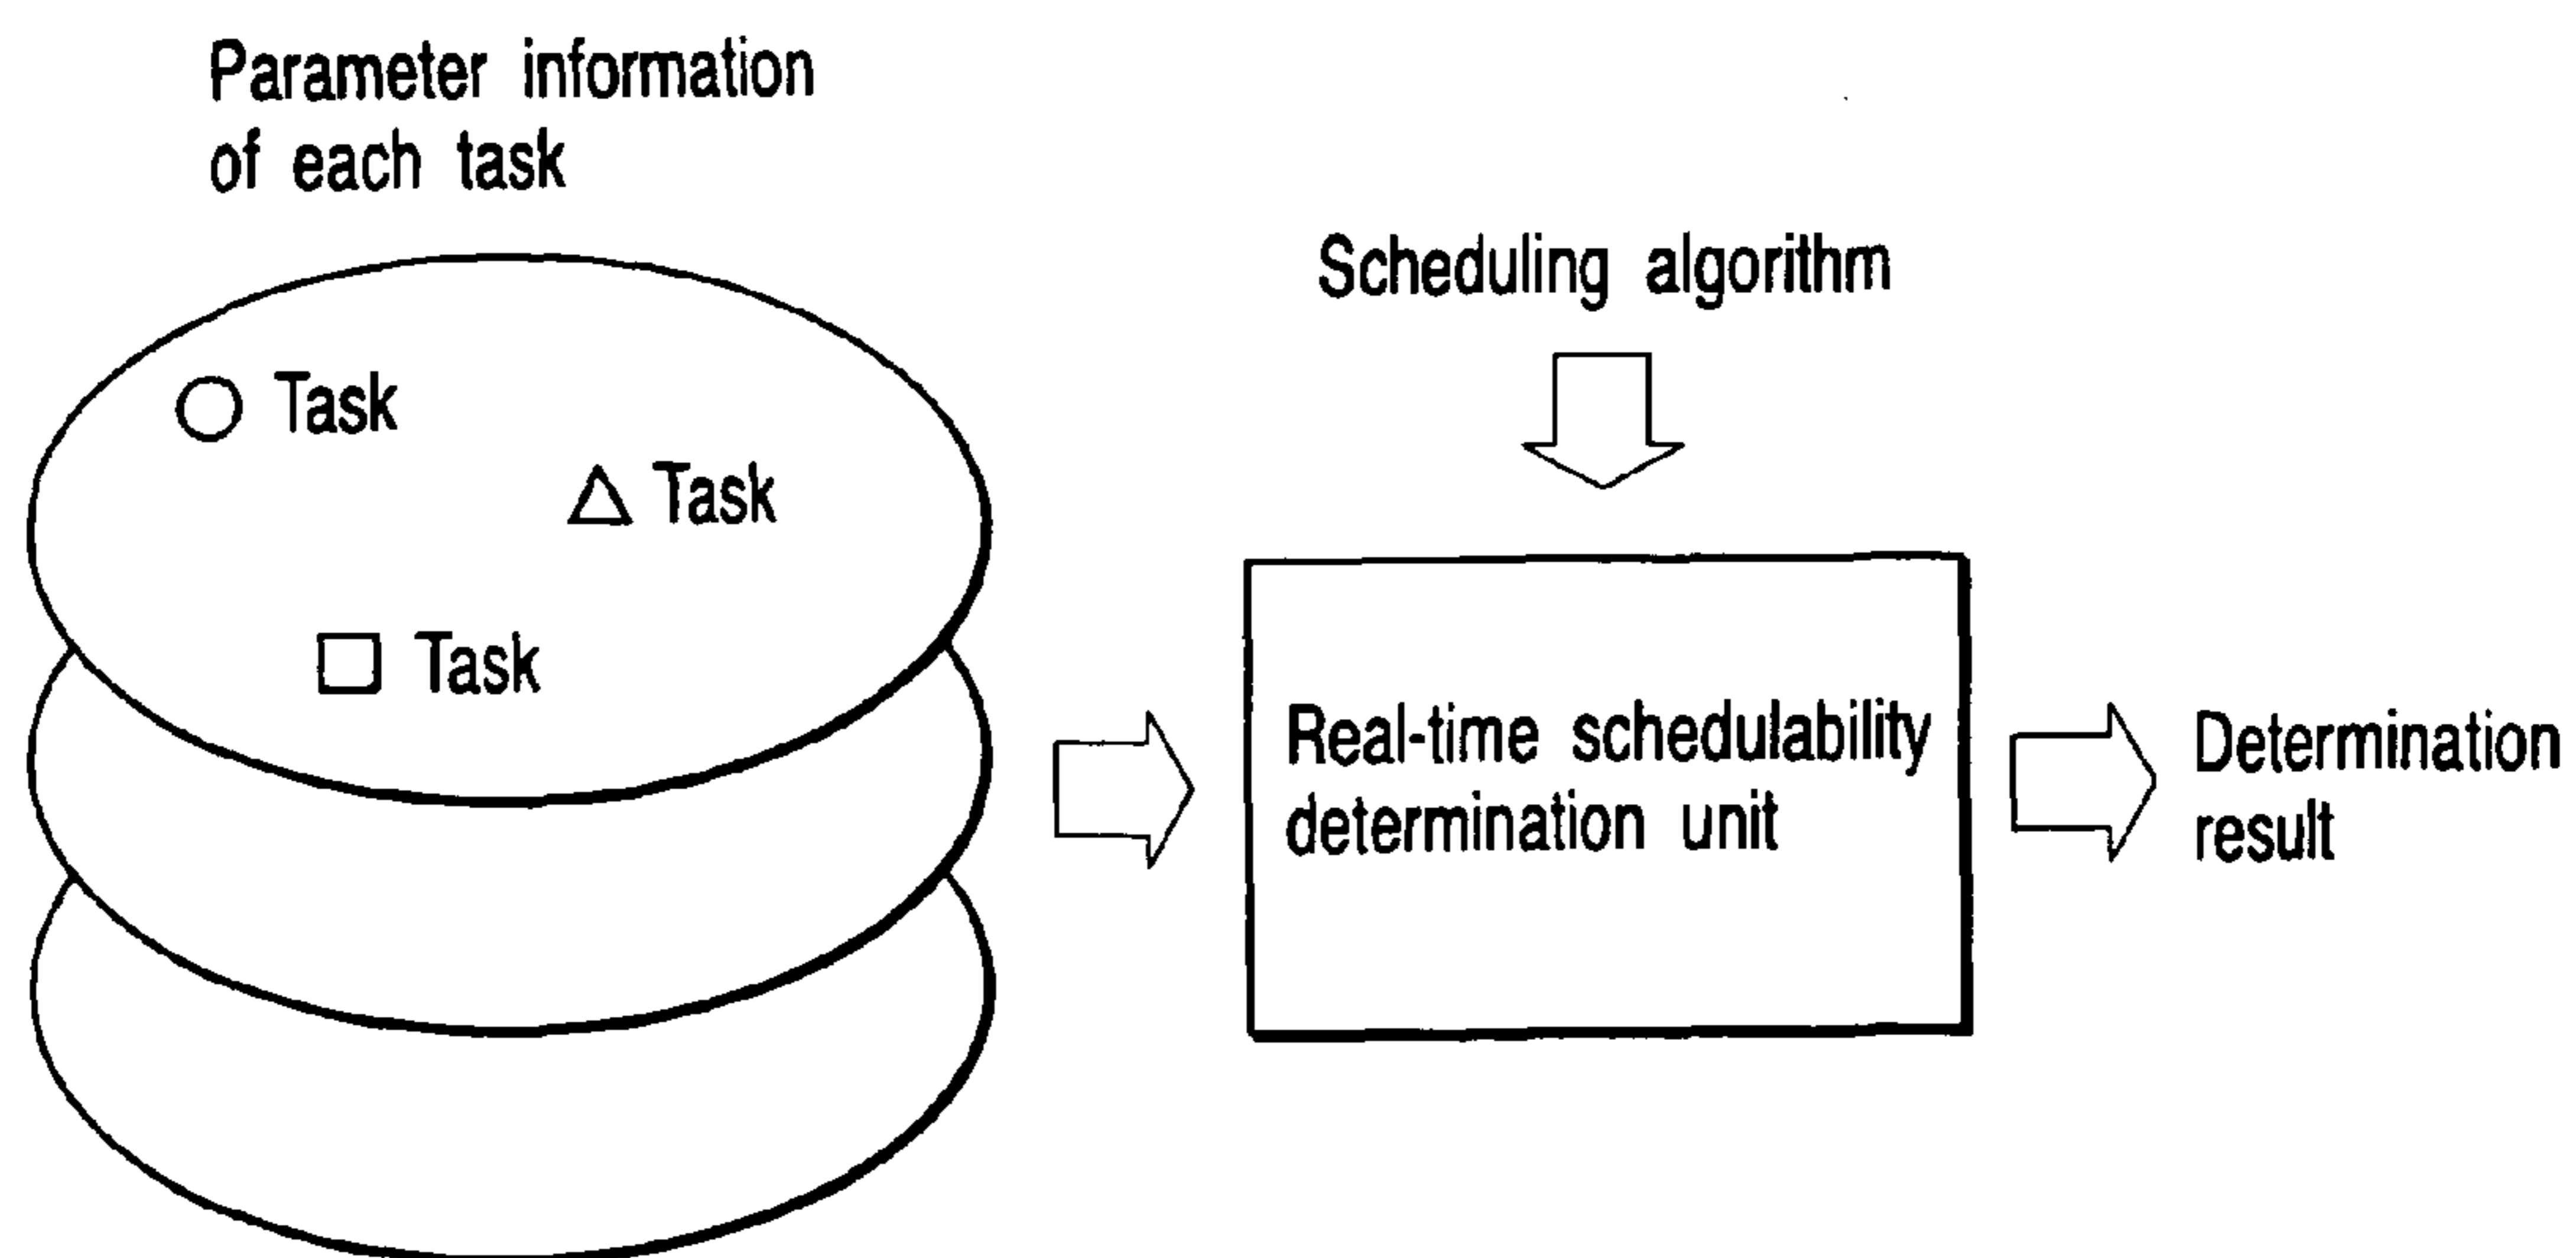 Parameter information
of each task
Scheduling algorithm
Task
Task
Task
Real-time schedulability
determination unit
Determination
result